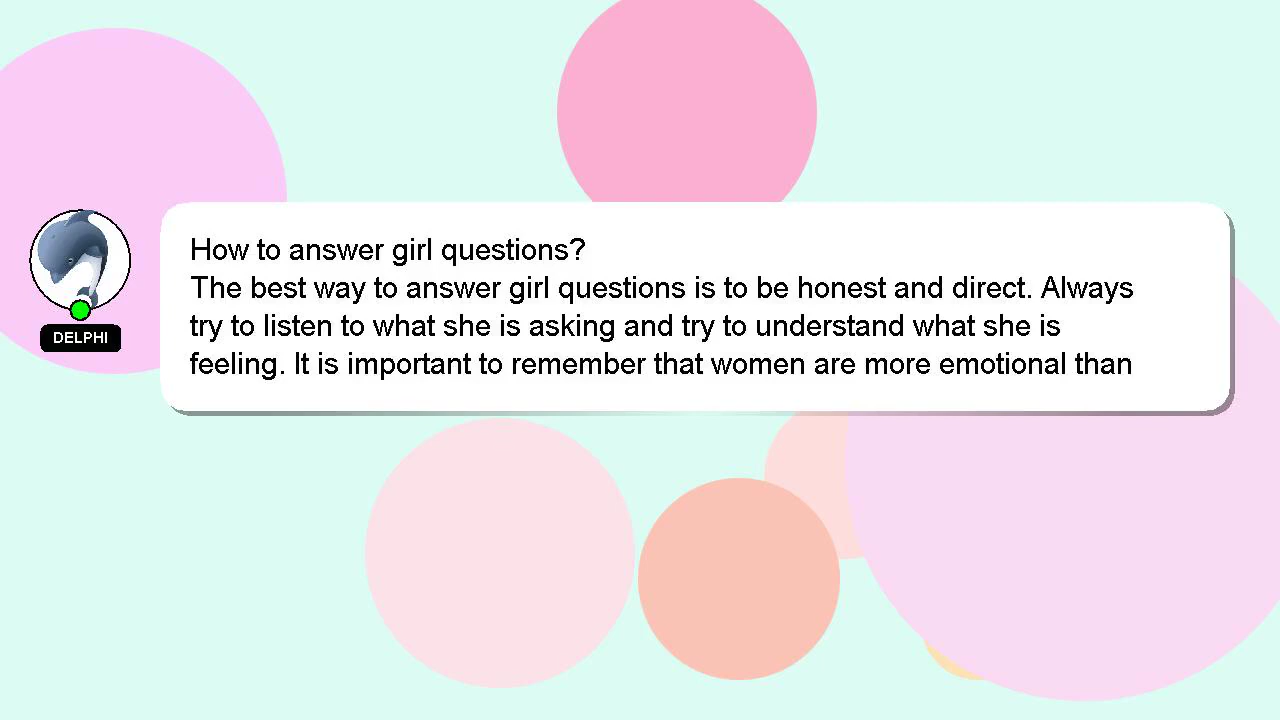 How to answer girl questions?
The best way to answer girl questions is to be honest and direct. Always
try to listen to what she is asking and try to understand what she is
feeling. It is important to remember that women are more emotional than
DELPHI